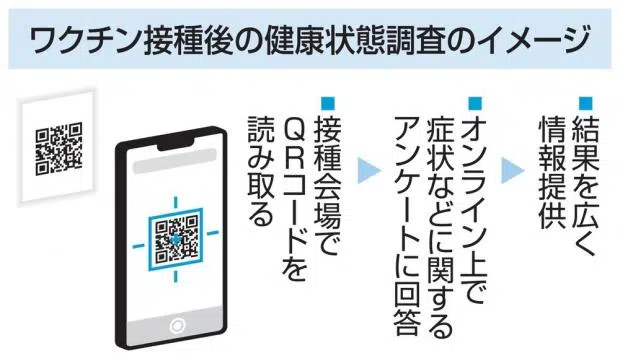 ワクチン接種後の健康状態調査のイメージ
■接種会場で
QRコードを
読み取る
■オンライン上で
症状などに関する
アンケートに回答
■結果を広く
情報提供